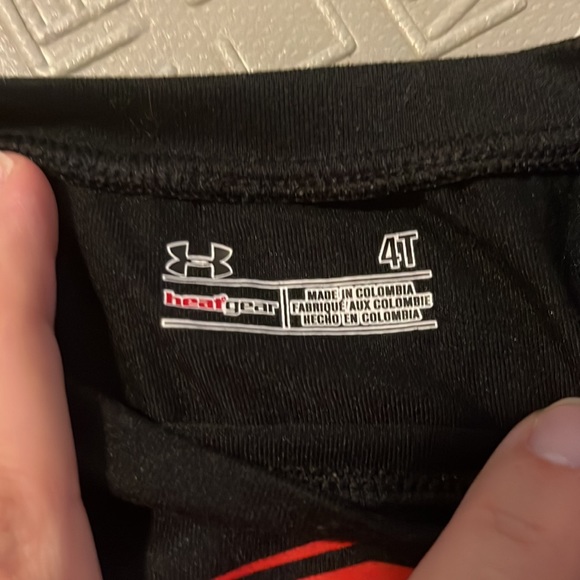 4T
heatgear
MADE IN COLOMBIA
FABRIQUÉ AUX COLOMBIE
HECHO EN COLOMBIA